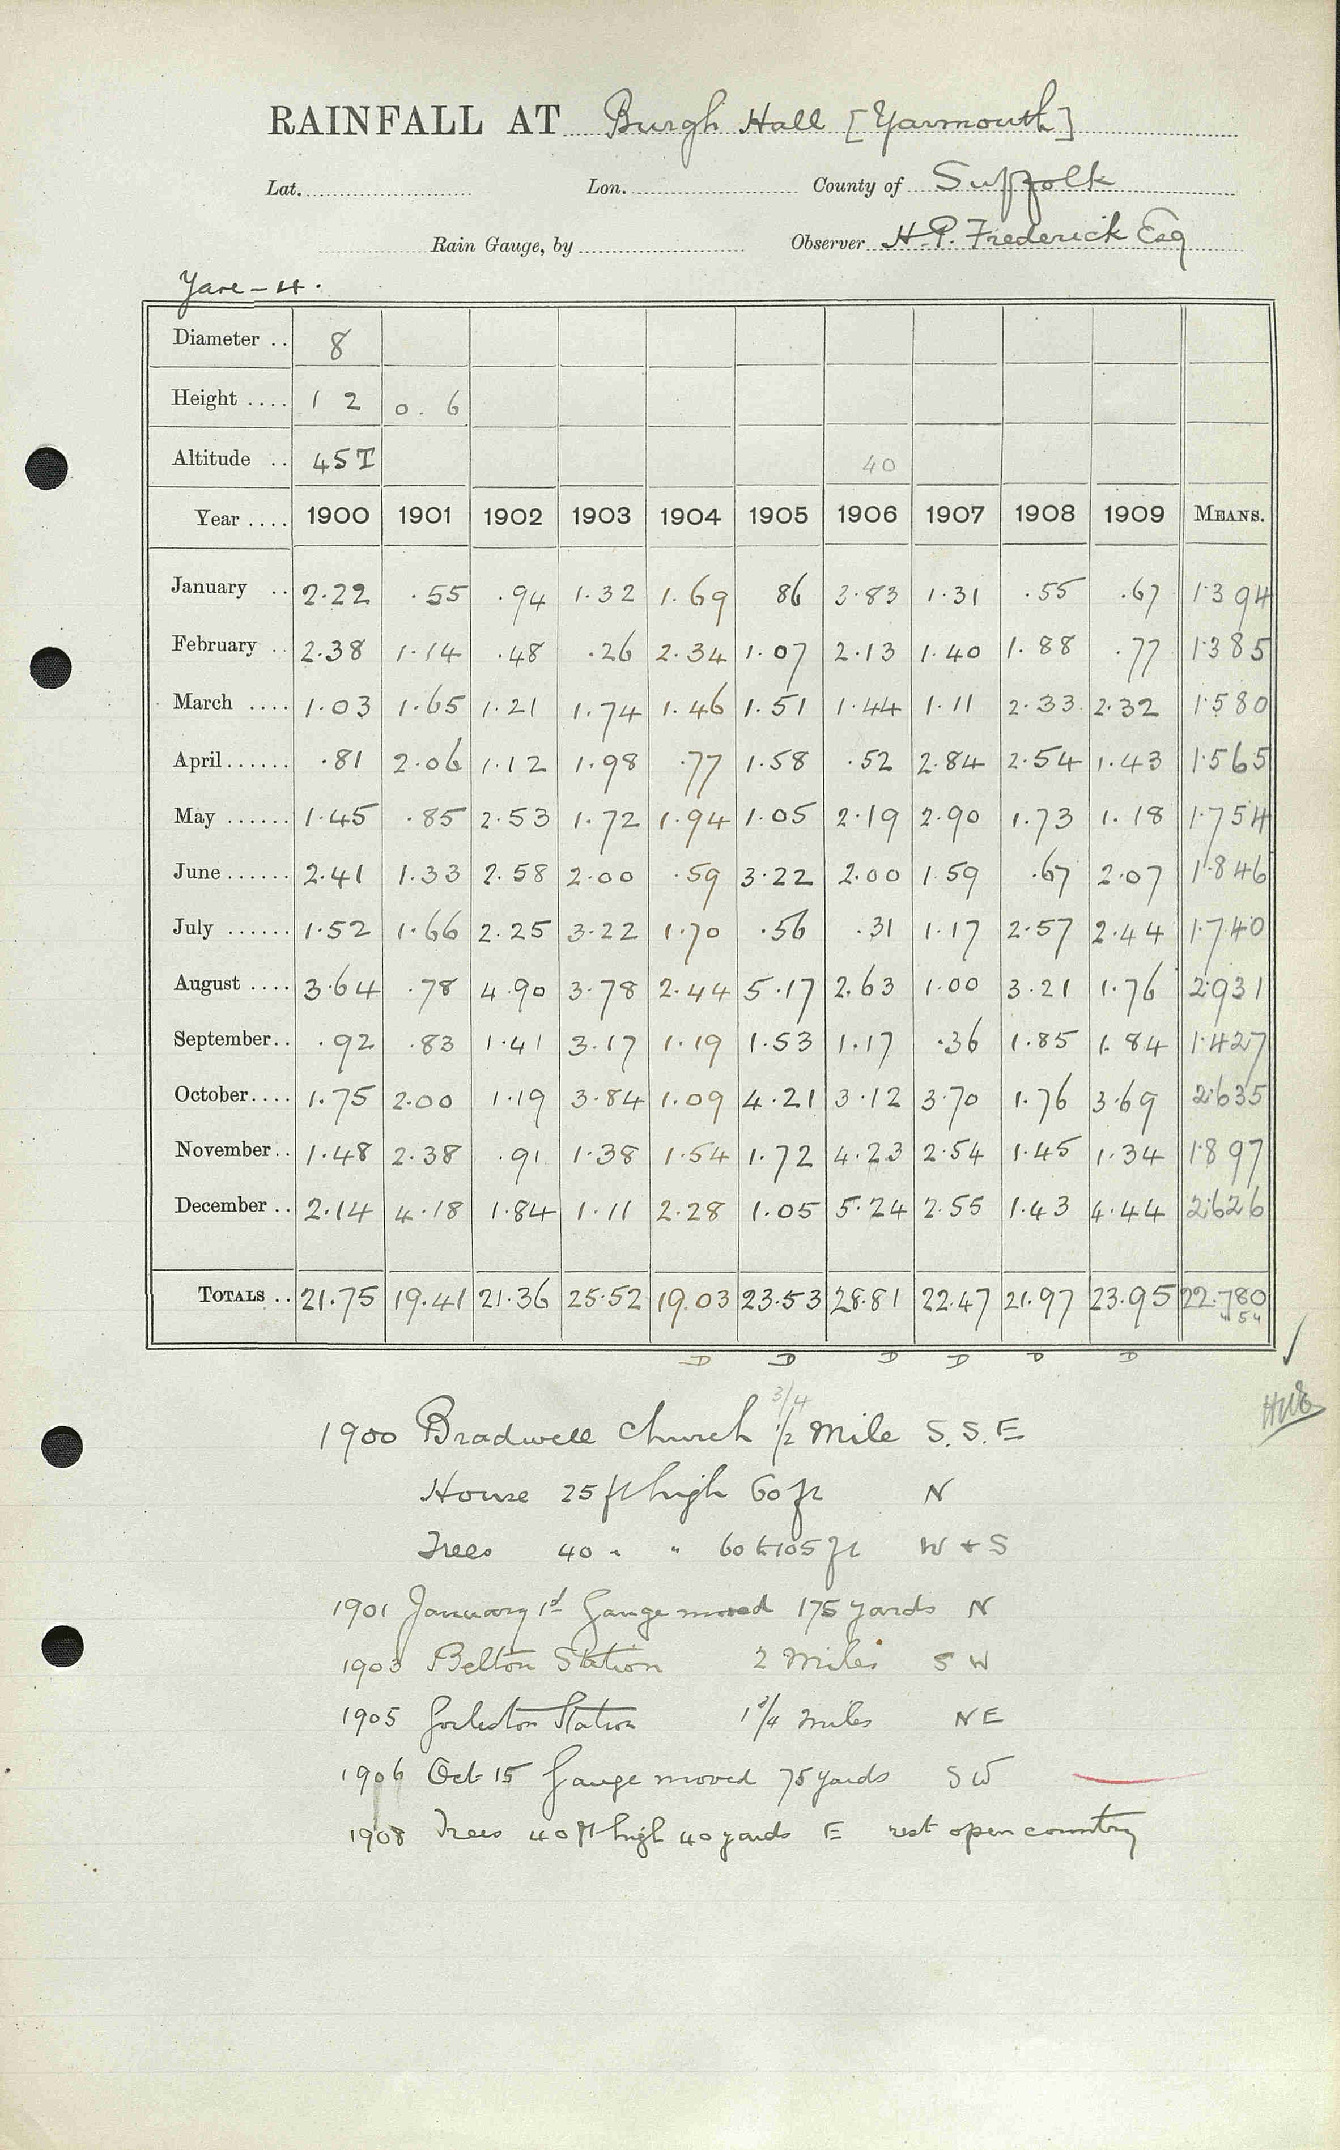 RAINFALL AT Burgh Hall [Yarmouth]
Lat. Lon. County of Suffolk
Rain Gauge, by Observer H.P. Frederick Esq
Yare - 4.
Diameter .. 8
Height .... 1 2 0. 6
Altitude .. 45T 40
Year .... 1900 1901 1902 1903 1904 1905 1906 1907 1908 1909 MEANS.
January .. 2.22 .55 .94 1.32 1.69 86 3.83 1.31 .55 .67 1.394
February .. 2.38 1.14 .48 .26 2.34 1.07 2.13 1.40 1.88 .77 1.385
March .... 1.03 1.65 1.21 1.74 1.46 1.51 1.44 1.11 2.33 2.32 1.580
April...... .81 2.06 1.12 1.98 .77 1.58 .52 2.84 2.54 1.43 1.565
May ...... 1.45 .85 2.53 1.72 1.94 1.05 2.19 2.90 1.73 1.18 1.754
June...... 2.41 1.33 2.58 2.00 .59 3.22 2.00 1.59 .67 2.07 1.846
July ...... 1.52 1.66 2.25 3.22 1.70 .56 .31 1.17 2.57 2.44 1.740
August .... 3.64 .78 4.90 3.78 2.44 5.17 2.63 1.00 3.21 1.76 2.931
September.. .92 .83 1.41 3.17 1.19 1.53 1.17 .36 1.85 1.84 1.427
October.... 1.75 2.00 1.19 3.84 1.09 4.21 3.12 3.70 1.76 3.69 2.635
November.. 1.48 2.38 .91 1.38 1.54 1.72 4.23 2.54 1.45 1.34 1.897
December .. 2.14 4.18 1.84 1.11 2.28 1.05 5.24 2.55 1.43 4.44 2.626
TOTALS .. 21.75 19.41 21.36 25.52 19.03 23.53 28.81 22.47 21.97 23.95 22.780
D D D D D D
3/4
1900 Bradwell Church 1/2 Mile S.S.E
House 25 ft high 60 ft N
Trees 40 " " 60 to 105 ft W + S
1901 January 1st Gauge moved 175 yards N
1903 Belton Station 2 Miles SW
1905 Gorleston Station 1 3/4 miles NE
1906 Oct 15 Gauge moved 75 yards SW
1908 Trees 40 ft high 40 yards E rest open country